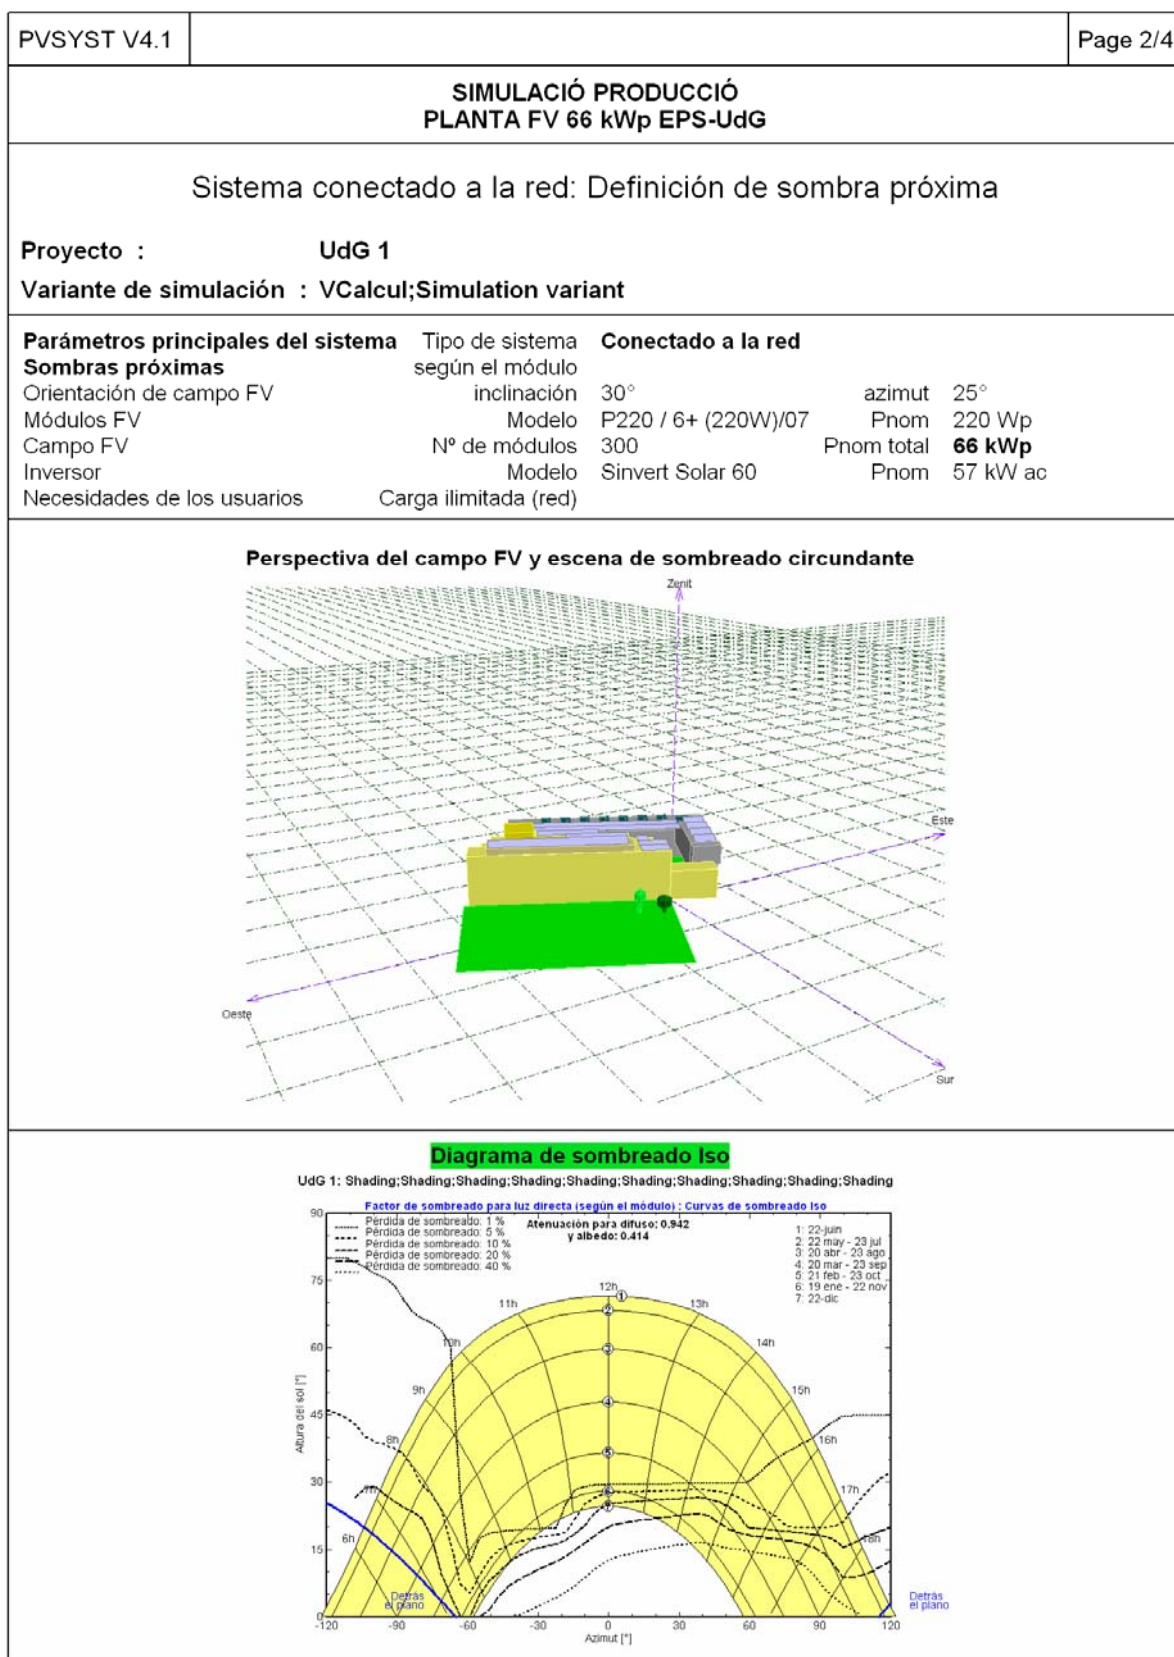 PVSYST V4.1
Page 2/4
SIMULACIÓ PRODUCCIÓ
PLANTA FV 66 kWp EPS-UdG
Sistema conectado a la red: Definición de sombra próxima
Proyecto : UdG 1
Variante de simulación : VCalcul;Simulation variant
Parámetros principales del sistema Tipo de sistema Conectado a la red
Sombras próximas según el módulo
Orientación de campo FV inclinación 30° azimut 25°
Módulos FV Modelo P220 / 6+ (220W)/07 Pnom 220 Wp
Campo FV Nº de módulos 300 Pnom total 66 kWp
Inversor Modelo Sinvert Solar 60 Pnom 57 kW ac
Necesidades de los usuarios Carga ilimitada (red)
Perspectiva del campo FV y escena de sombreado circundante
Zenit
Este
Oeste
Sur
Diagrama de sombreado Iso
UdG 1: Shading;Shading;Shading;Shading;Shading;Shading;Shading;Shading;Shading;Shading
Factor de sombreado para luz directa (según el módulo) : Curvas de sombreado Iso
Pérdida de sombreado: 1 %
Pérdida de sombreado: 5 %
Pérdida de sombreado: 10 %
Pérdida de sombreado: 20 %
Pérdida de sombreado: 40 %
Atenuación para difuso: 0.942
y albedo: 0.414
1: 22-juin
2: 22 may - 23 jul
3: 20 abr - 23 ago
4: 20 mar - 23 sep
5: 21 feb - 23 oct
6: 19 ene - 22 nov
7: 22-dic
90
75
60
45
30
15
0
Altura del sol [°]
6h
7h
8h
9h
10h
11h
12h
13h
14h
15h
16h
17h
18h
1
2
3
4
5
6
7
Detrás
el plano
Detrás
el plano
-120 -90 -60 -30 0 30 60 90 120
Azimut [°]